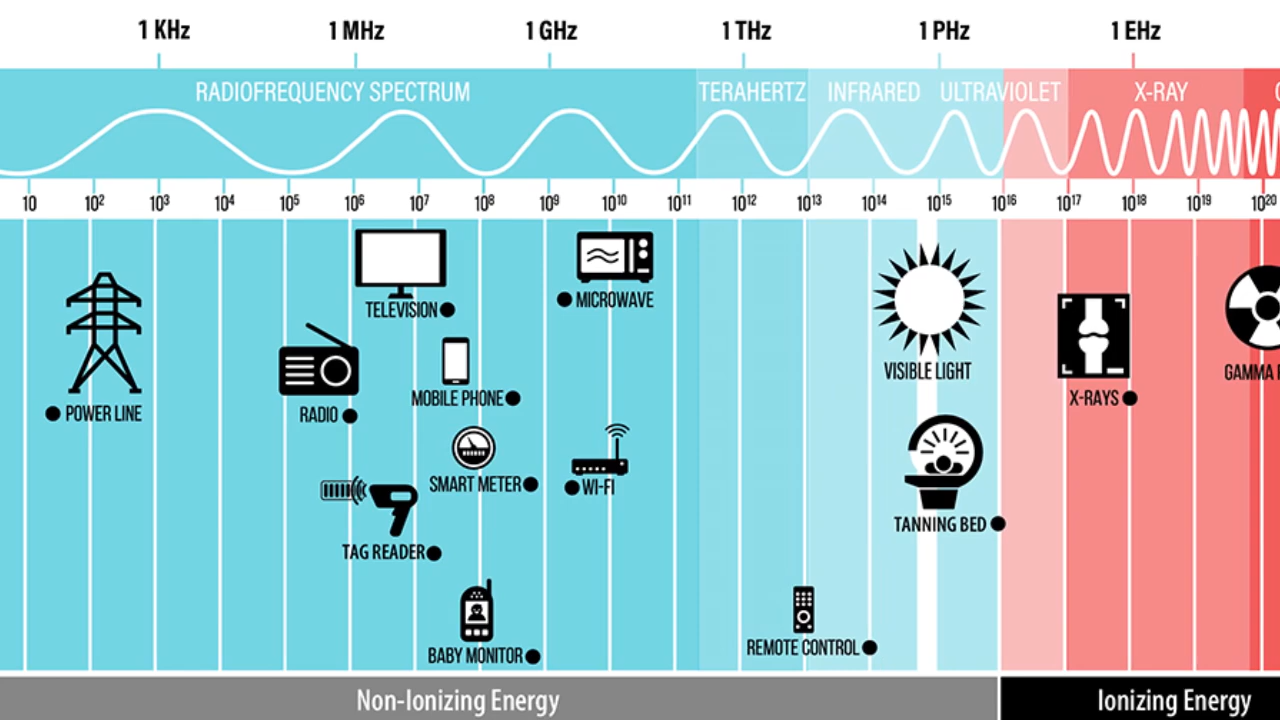 1 KHz 1 MHz 1 GHz 1 THz 1 PHz 1 EHz
RADIOFREQUENCY SPECTRUM TERAHERTZ INFRARED ULTRAVIOLET X-RAY
10 10² 10³ 10⁴ 10⁵ 10⁶ 10⁷ 10⁸ 10⁹ 10¹⁰ 10¹¹ 10¹² 10¹³ 10¹⁴ 10¹⁵ 10¹⁶ 10¹⁷ 10¹⁸ 10¹⁹ 10²⁰
TELEVISION
MICROWAVE
VISIBLE LIGHT
GAMMA
MOBILE PHONE
X-RAYS
POWER LINE
RADIO
SMART METER
WI-FI
TANNING BED
TAG READER
REMOTE CONTROL
BABY MONITOR
Non-Ionizing Energy
Ionizing Energy